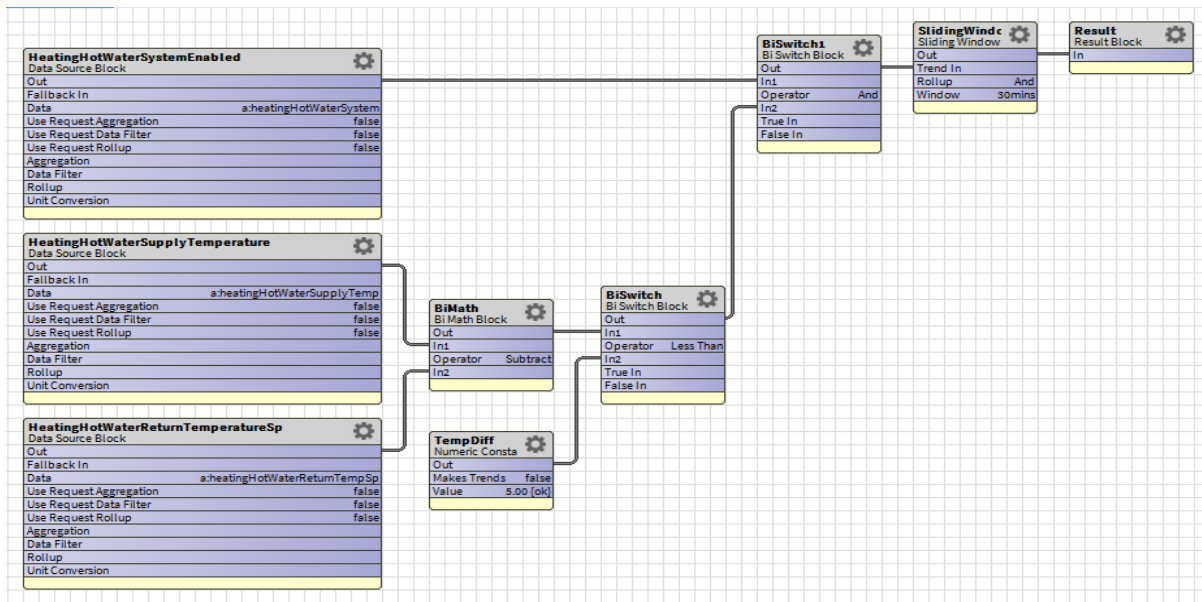 HeatingHotWaterSystemEnabled
Data Source Block
Out
Fallback In
Data a:heatingHotWaterSystem
Use Request Aggregation false
Use Request Data Filter false
Use Request Rollup false
Aggregation
Data Filter
Rollup
Unit Conversion
HeatingHotWaterSupplyTemperature
Data Source Block
Out
Fallback In
Data a:heatingHotWaterSupplyTemp
Use Request Aggregation false
Use Request Data Filter false
Use Request Rollup false
Aggregation
Data Filter
Rollup
Unit Conversion
HeatingHotWaterReturnTemperatureSp
Data Source Block
Out
Fallback In
Data a:heatingHotWaterReturnTempSp
Use Request Aggregation false
Use Request Data Filter false
Use Request Rollup false
Aggregation
Data Filter
Rollup
Unit Conversion
BiMath
Bi Math Block
Out
In1
Operator Subtract
In2
TempDiff
Numeric Consta
Out
Makes Trends false
Value 5.00 {ok}
BiSwitch
Bi Switch Block
Out
In1
Operator Less Than
In2
True In
False In
BiSwitch1
Bi Switch Block
Out
In1
Operator And
In2
True In
False In
SlidingWindc
Sliding Window
Out
Trend In
Rollup And
Window 30mins
Result
Result Block
In